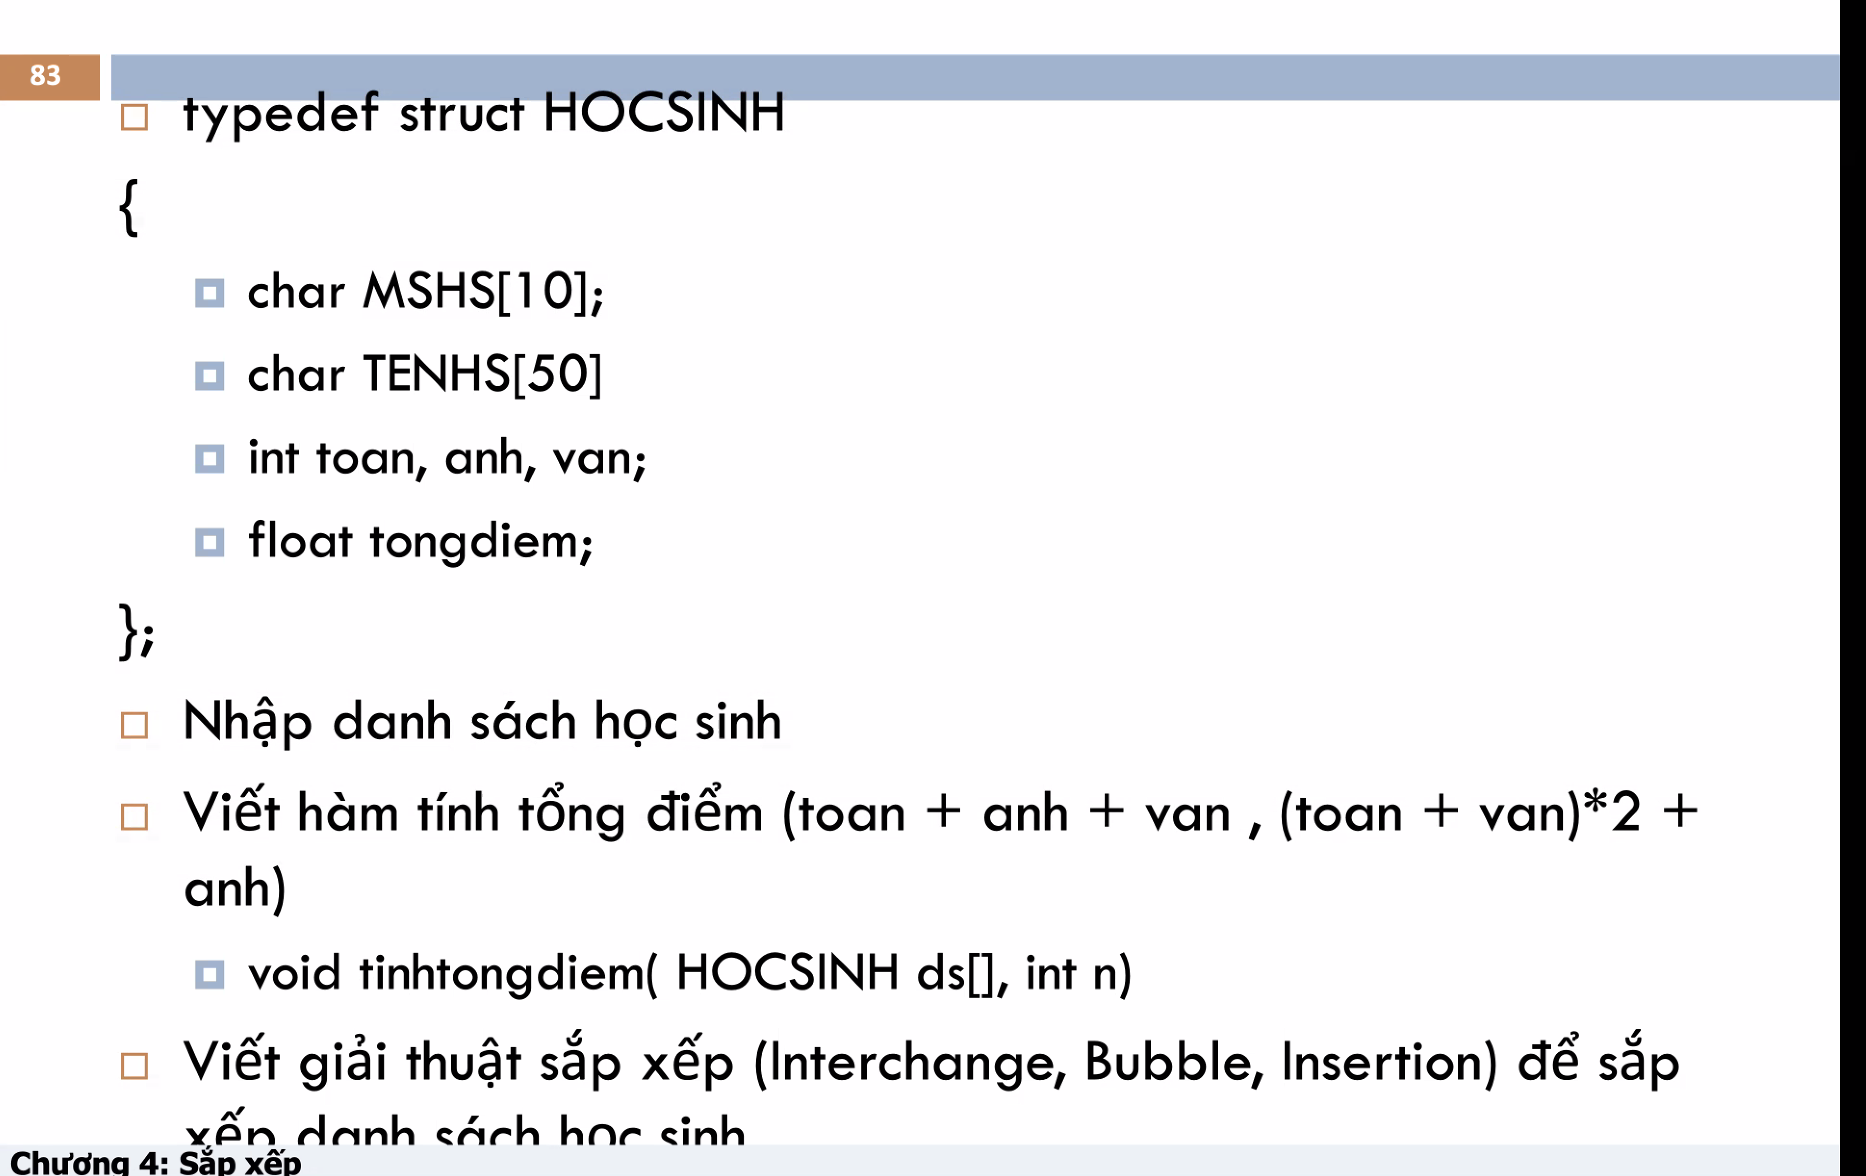 83
typedef struct HOCSINH
{
char MSHS[10];
char TENHS[50]
int toan, anh, van;
float tongdiem;
};
Nhập danh sách học sinh
Viết hàm tính tổng điểm (toan + anh + van , (toan + van)*2 +
anh)
void tinhtongdiem( HOCSINH ds[], int n)
Viết giải thuật sắp xếp (Interchange, Bubble, Insertion) để sắp
xếp danh sách học sinh
Chương 4: Sắp xếp